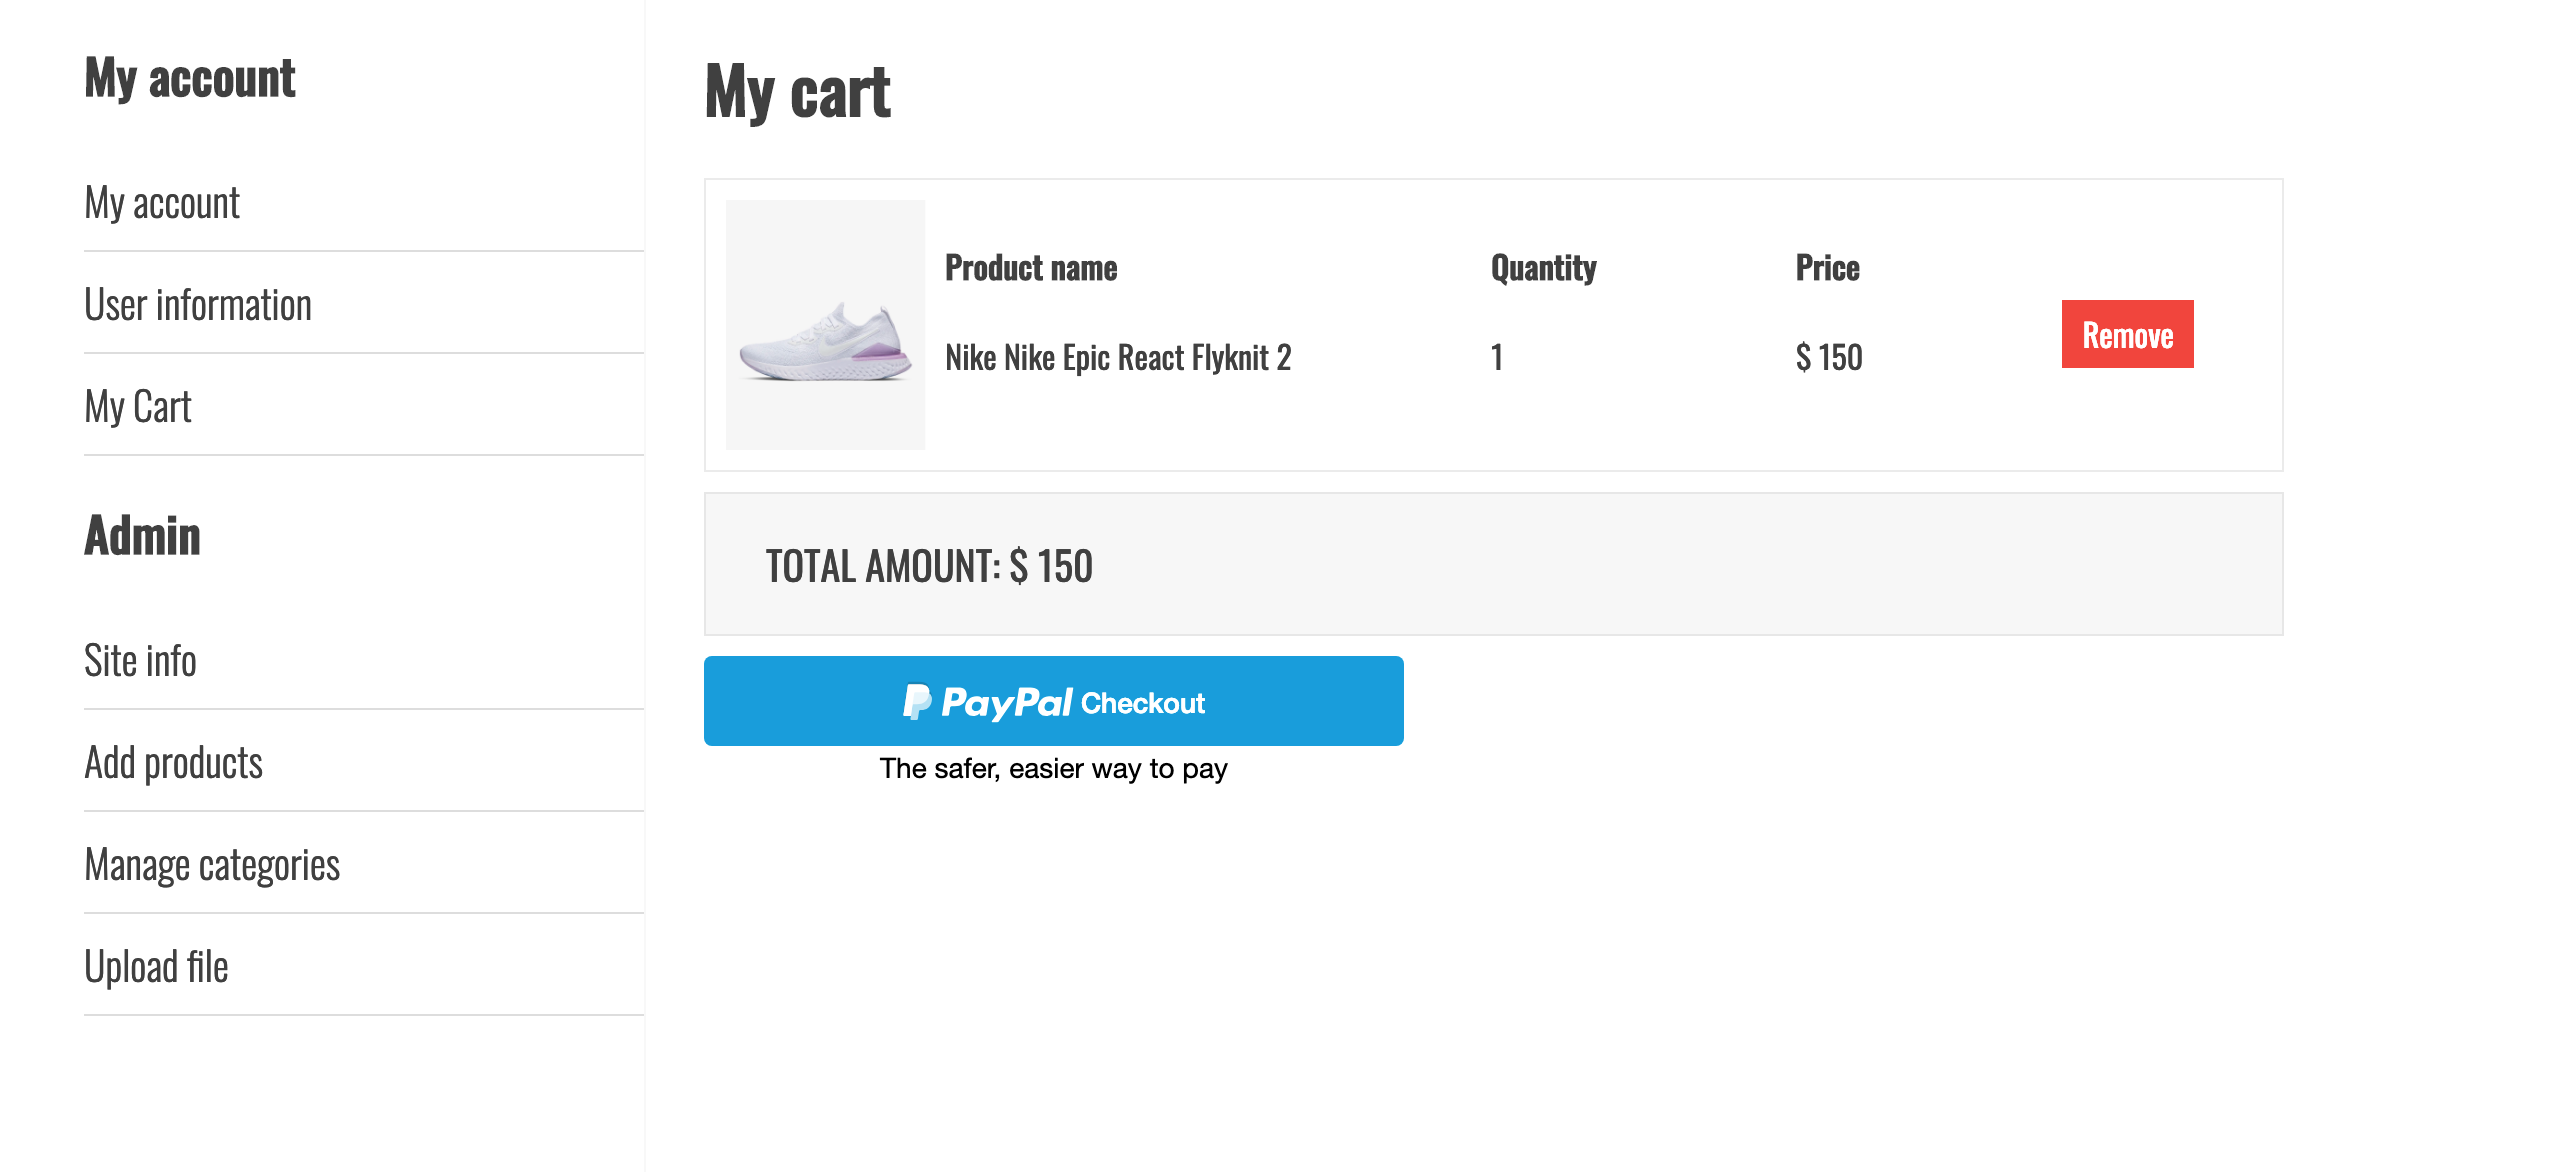 My account
My account
User information
My Cart
Admin
Site info
Add products
Manage categories
Upload file
My cart
Product name Quantity Price
Nike Nike Epic React Flyknit 2 1 $ 150
Remove
TOTAL AMOUNT: $ 150
PayPal Checkout
The safer, easier way to pay